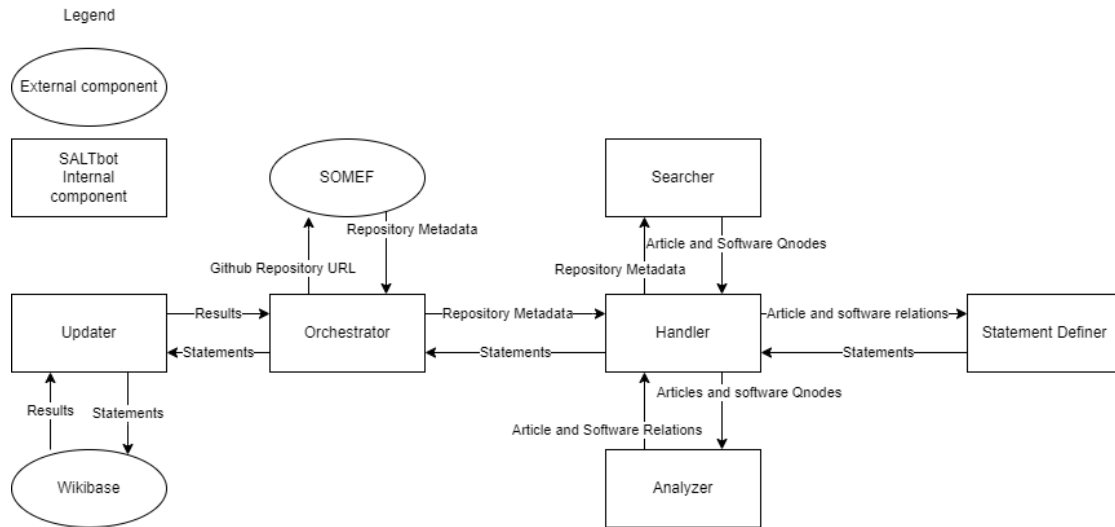 Legend
External component
SALTbot
Internal
component
SOMEF
Searcher
Repository Metadata
Article and Software Qnodes
Github Repository URL
Repository Metadata
Updater
Results
Orchestrator
Repository Metadata
Handler
Article and software relations
Statement Definer
Statements
Statements
Statements
Articles and software Qnodes
Results
Statements
Article and Software Relations
Wikibase
Analyzer